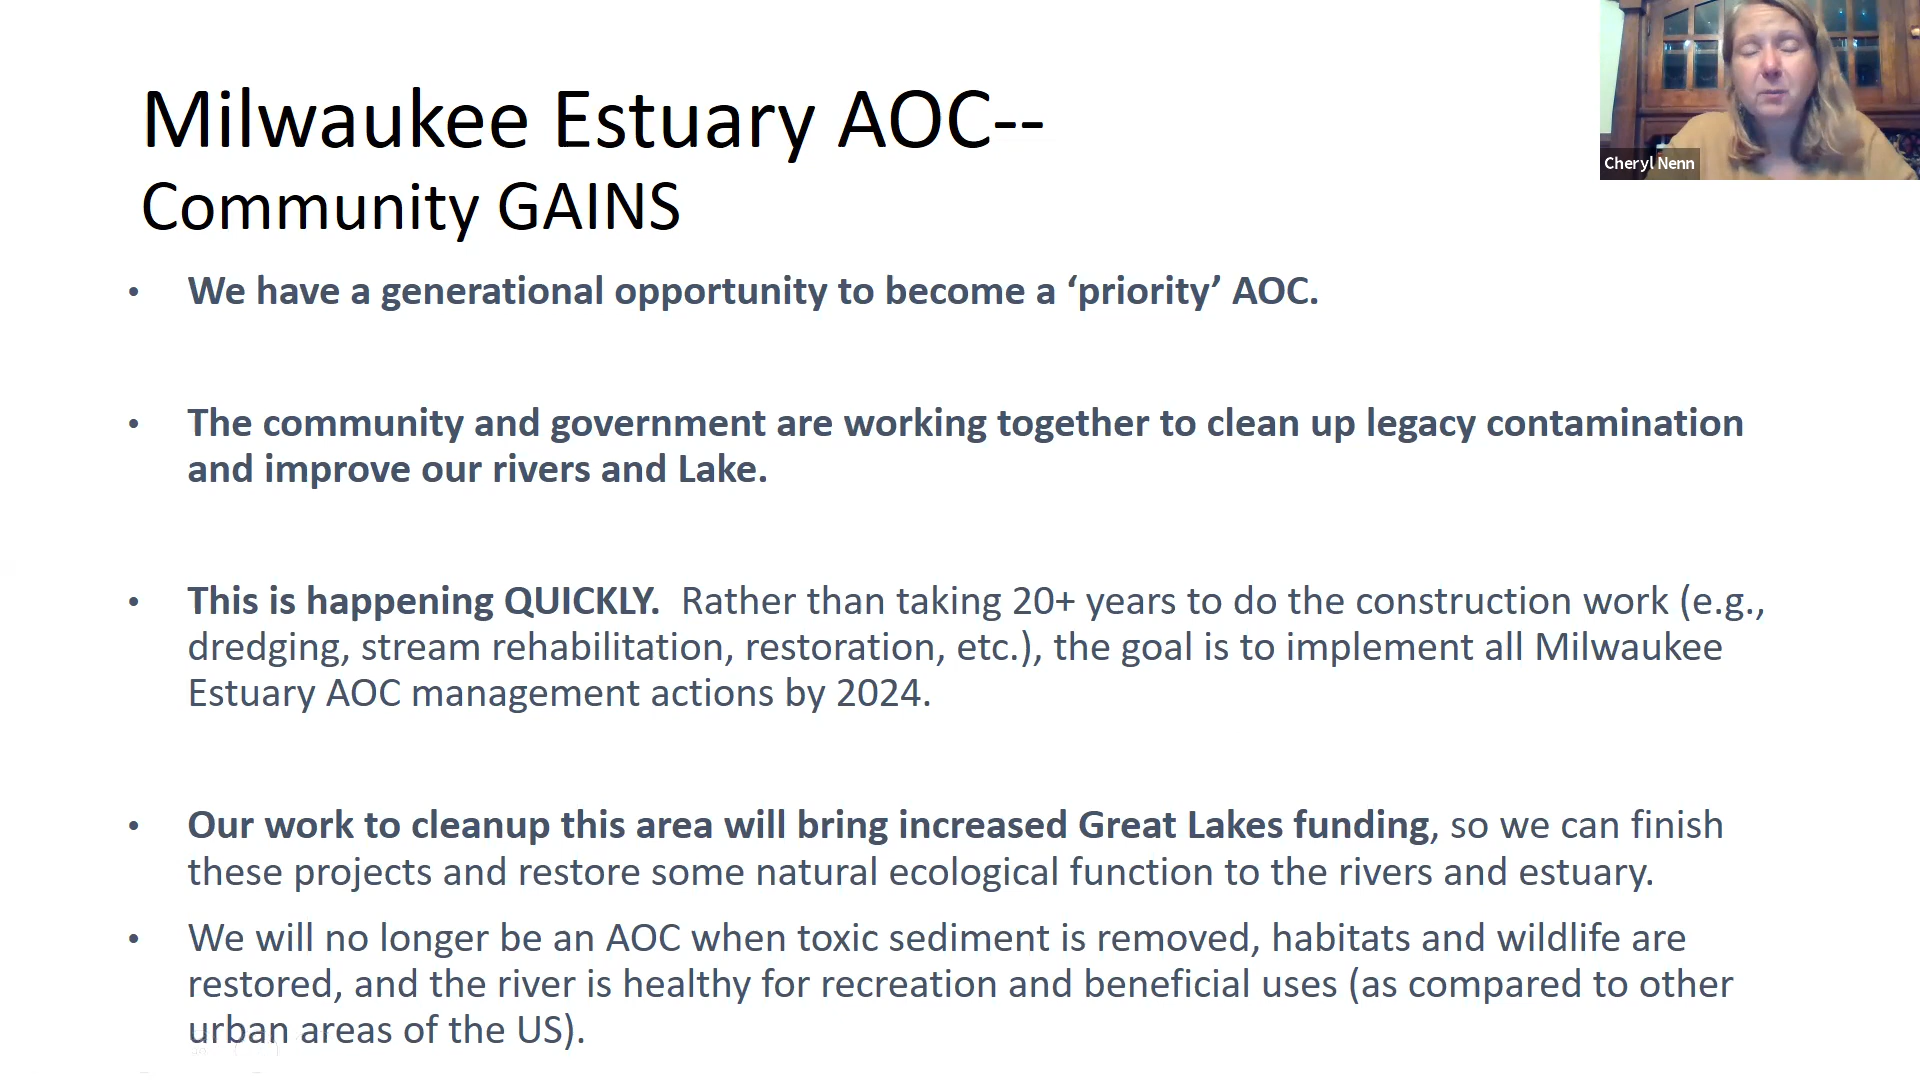 Milwaukee Estuary AOC--
Community GAINS
Cheryl Nenn
• We have a generational opportunity to become a ‘priority’ AOC.
• The community and government are working together to clean up legacy contamination
and improve our rivers and Lake.
• This is happening QUICKLY. Rather than taking 20+ years to do the construction work (e.g.,
dredging, stream rehabilitation, restoration, etc.), the goal is to implement all Milwaukee
Estuary AOC management actions by 2024.
• Our work to cleanup this area will bring increased Great Lakes funding, so we can finish
these projects and restore some natural ecological function to the rivers and estuary.
• We will no longer be an AOC when toxic sediment is removed, habitats and wildlife are
restored, and the river is healthy for recreation and beneficial uses (as compared to other
urban areas of the US).